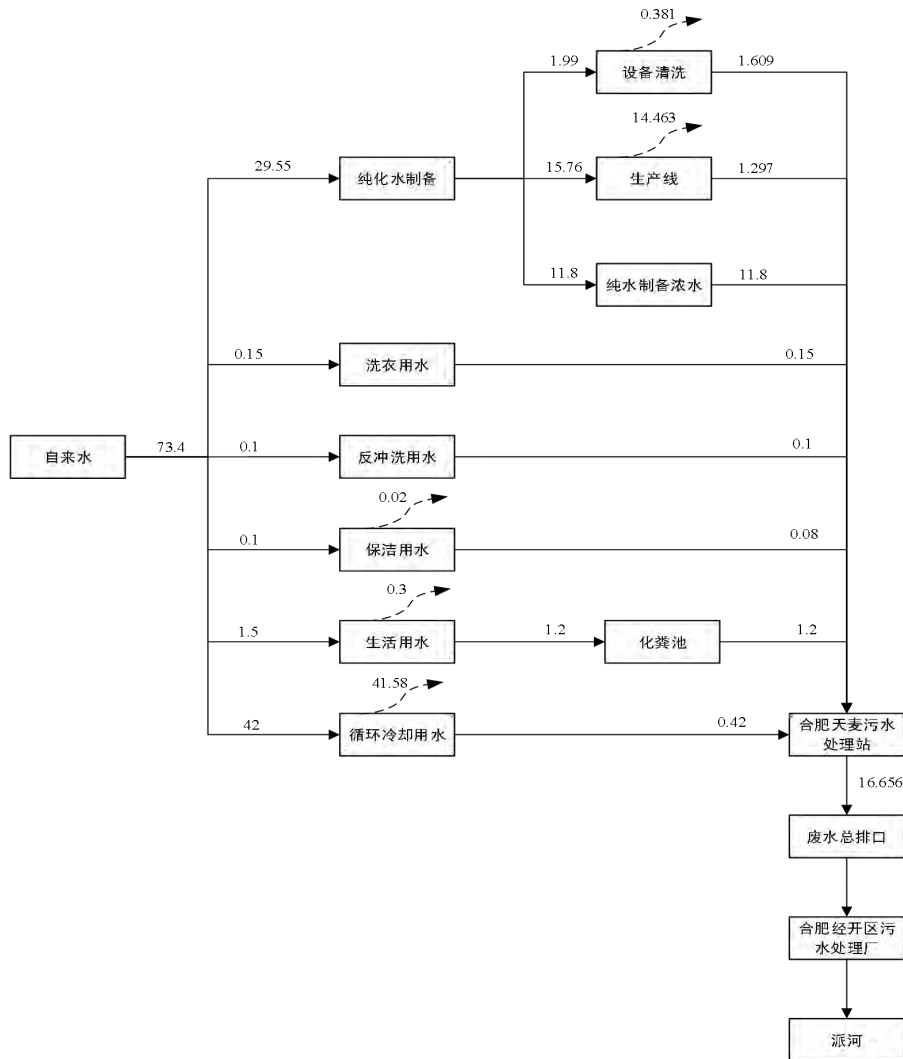 0.381
1.99
设备清洗
1.609
14.463
29.55
纯化水制备
15.76
生产线
1.297
11.8
纯水制备浓水
11.8
0.15
洗衣用水
0.15
自来水
73.4
0.1
反冲洗用水
0.1
0.02
0.1
保洁用水
0.08
0.3
1.5
生活用水
1.2
化粪池
1.2
41.58
42
循环冷却用水
0.42
合肥天麦污水
处理站
16.656
废水总排口
合肥经开区污
水处理厂
派河